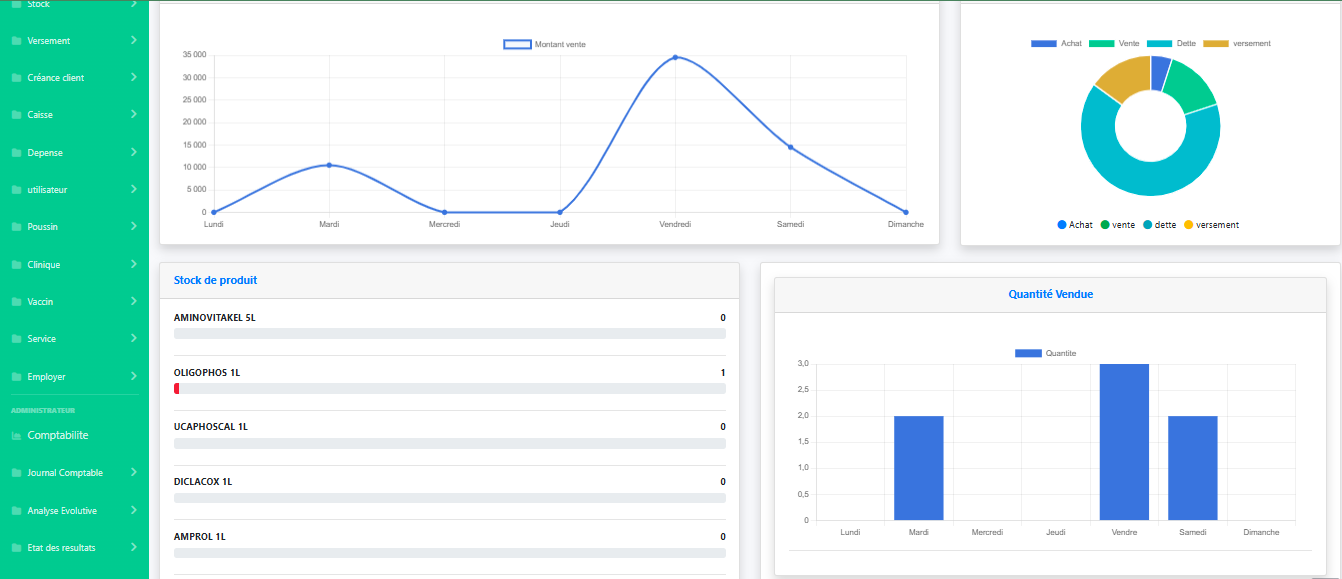 Stock
Versement
Créance client
Caisse
Depense
utilisateur
Poussin
Clinique
Vaccin
Service
Employer
ADMINISTRATEUR
Comptabilite
Journal Comptable
Analyse Evolutive
Etat des resultats
Montant vente
35 000
30 000
25 000
20 000
15 000
10 000
5 000
0
Lundi Mardi Mercredi Jeudi Vendredi Samedi Dimanche
Achat Vente Dette versement
Achat vente dette versement
Stock de produit
AMINOVITAKEL 5L 0
OLIGOPHOS 1L 1
UCAPHOSCAL 1L 0
DICLACOX 1L 0
AMPROL 1L 0
Quantité Vendue
Quantite
3,0
2,5
2,0
1,5
1,0
0,5
0
Lundi Mardi Mercredi Jeudi Vendre Samedi Dimanche